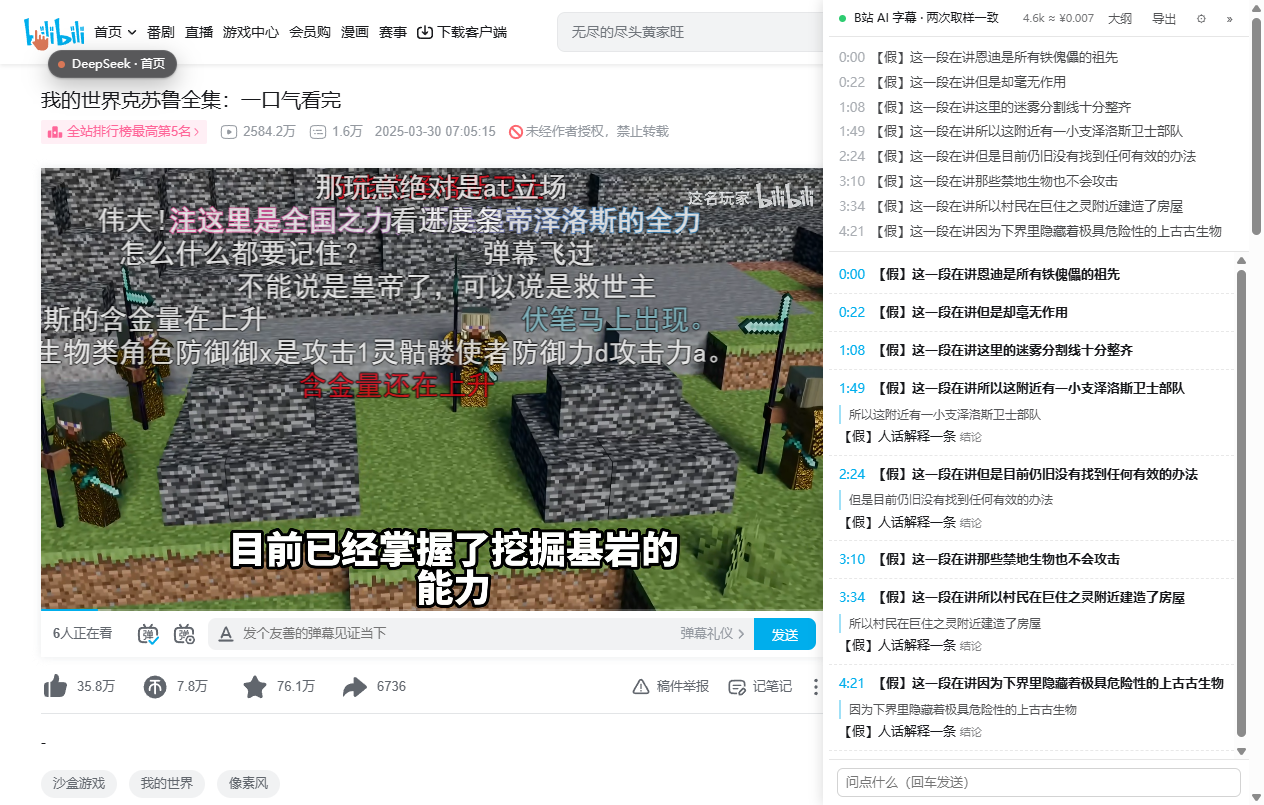 bilibili
首页 番剧 直播 游戏中心 会员购 漫画 赛事 下载客户端
无尽的尽头黄家旺
DeepSeek · 首页
我的世界克苏鲁全集：一口气看完
全站排行榜最高第5名 2584.2万 1.6万 2025-03-30 07:05:15 未经作者授权，禁止转载
那玩意绝对是at立场
这名玩家 bilibili
伟大！注这里是全国之力看进度条 帝泽洛斯的全力
怎么什么都要记住？ 弹幕飞过
不能说是皇帝了，可以说是救世主
斯的含金量在上升 伏笔马上出现。
生物类角色防御御x是攻击1灵骷髅使者防御力d攻击力a。
含金量还在上升
目前已经掌握了挖掘基岩的
能力
6人正在看 弹 弹 A 发个友善的弹幕见证当下 弹幕礼仪 发送
35.8万 7.8万 76.1万 6736 稿件举报 记笔记
-
沙盒游戏 我的世界 像素风
B站 AI 字幕 · 两次取样一致 4.6k ≈ ¥0.007 大纲 导出 »
0:00 【假】这一段在讲恩迪是所有铁傀儡的祖先
0:22 【假】这一段在讲但是却毫无作用
1:08 【假】这一段在讲这里的迷雾分割线十分整齐
1:49 【假】这一段在讲所以这附近有一小支泽洛斯卫士部队
2:24 【假】这一段在讲但是目前仍旧没有找到任何有效的办法
3:10 【假】这一段在讲那些禁地生物也不会攻击
3:34 【假】这一段在讲所以村民在巨住之灵附近建造了房屋
4:21 【假】这一段在讲因为下界里隐藏着极具危险性的上古古生物
0:00 【假】这一段在讲恩迪是所有铁傀儡的祖先
0:22 【假】这一段在讲但是却毫无作用
1:08 【假】这一段在讲这里的迷雾分割线十分整齐
1:49 【假】这一段在讲所以这附近有一小支泽洛斯卫士部队
所以这附近有一小支泽洛斯卫士部队
【假】人话解释一条 结论
2:24 【假】这一段在讲但是目前仍旧没有找到任何有效的办法
但是目前仍旧没有找到任何有效的办法
【假】人话解释一条 结论
3:10 【假】这一段在讲那些禁地生物也不会攻击
3:34 【假】这一段在讲所以村民在巨住之灵附近建造了房屋
所以村民在巨住之灵附近建造了房屋
【假】人话解释一条 结论
4:21 【假】这一段在讲因为下界里隐藏着极具危险性的上古古生物
因为下界里隐藏着极具危险性的上古古生物
【假】人话解释一条 结论
问点什么（回车发送）